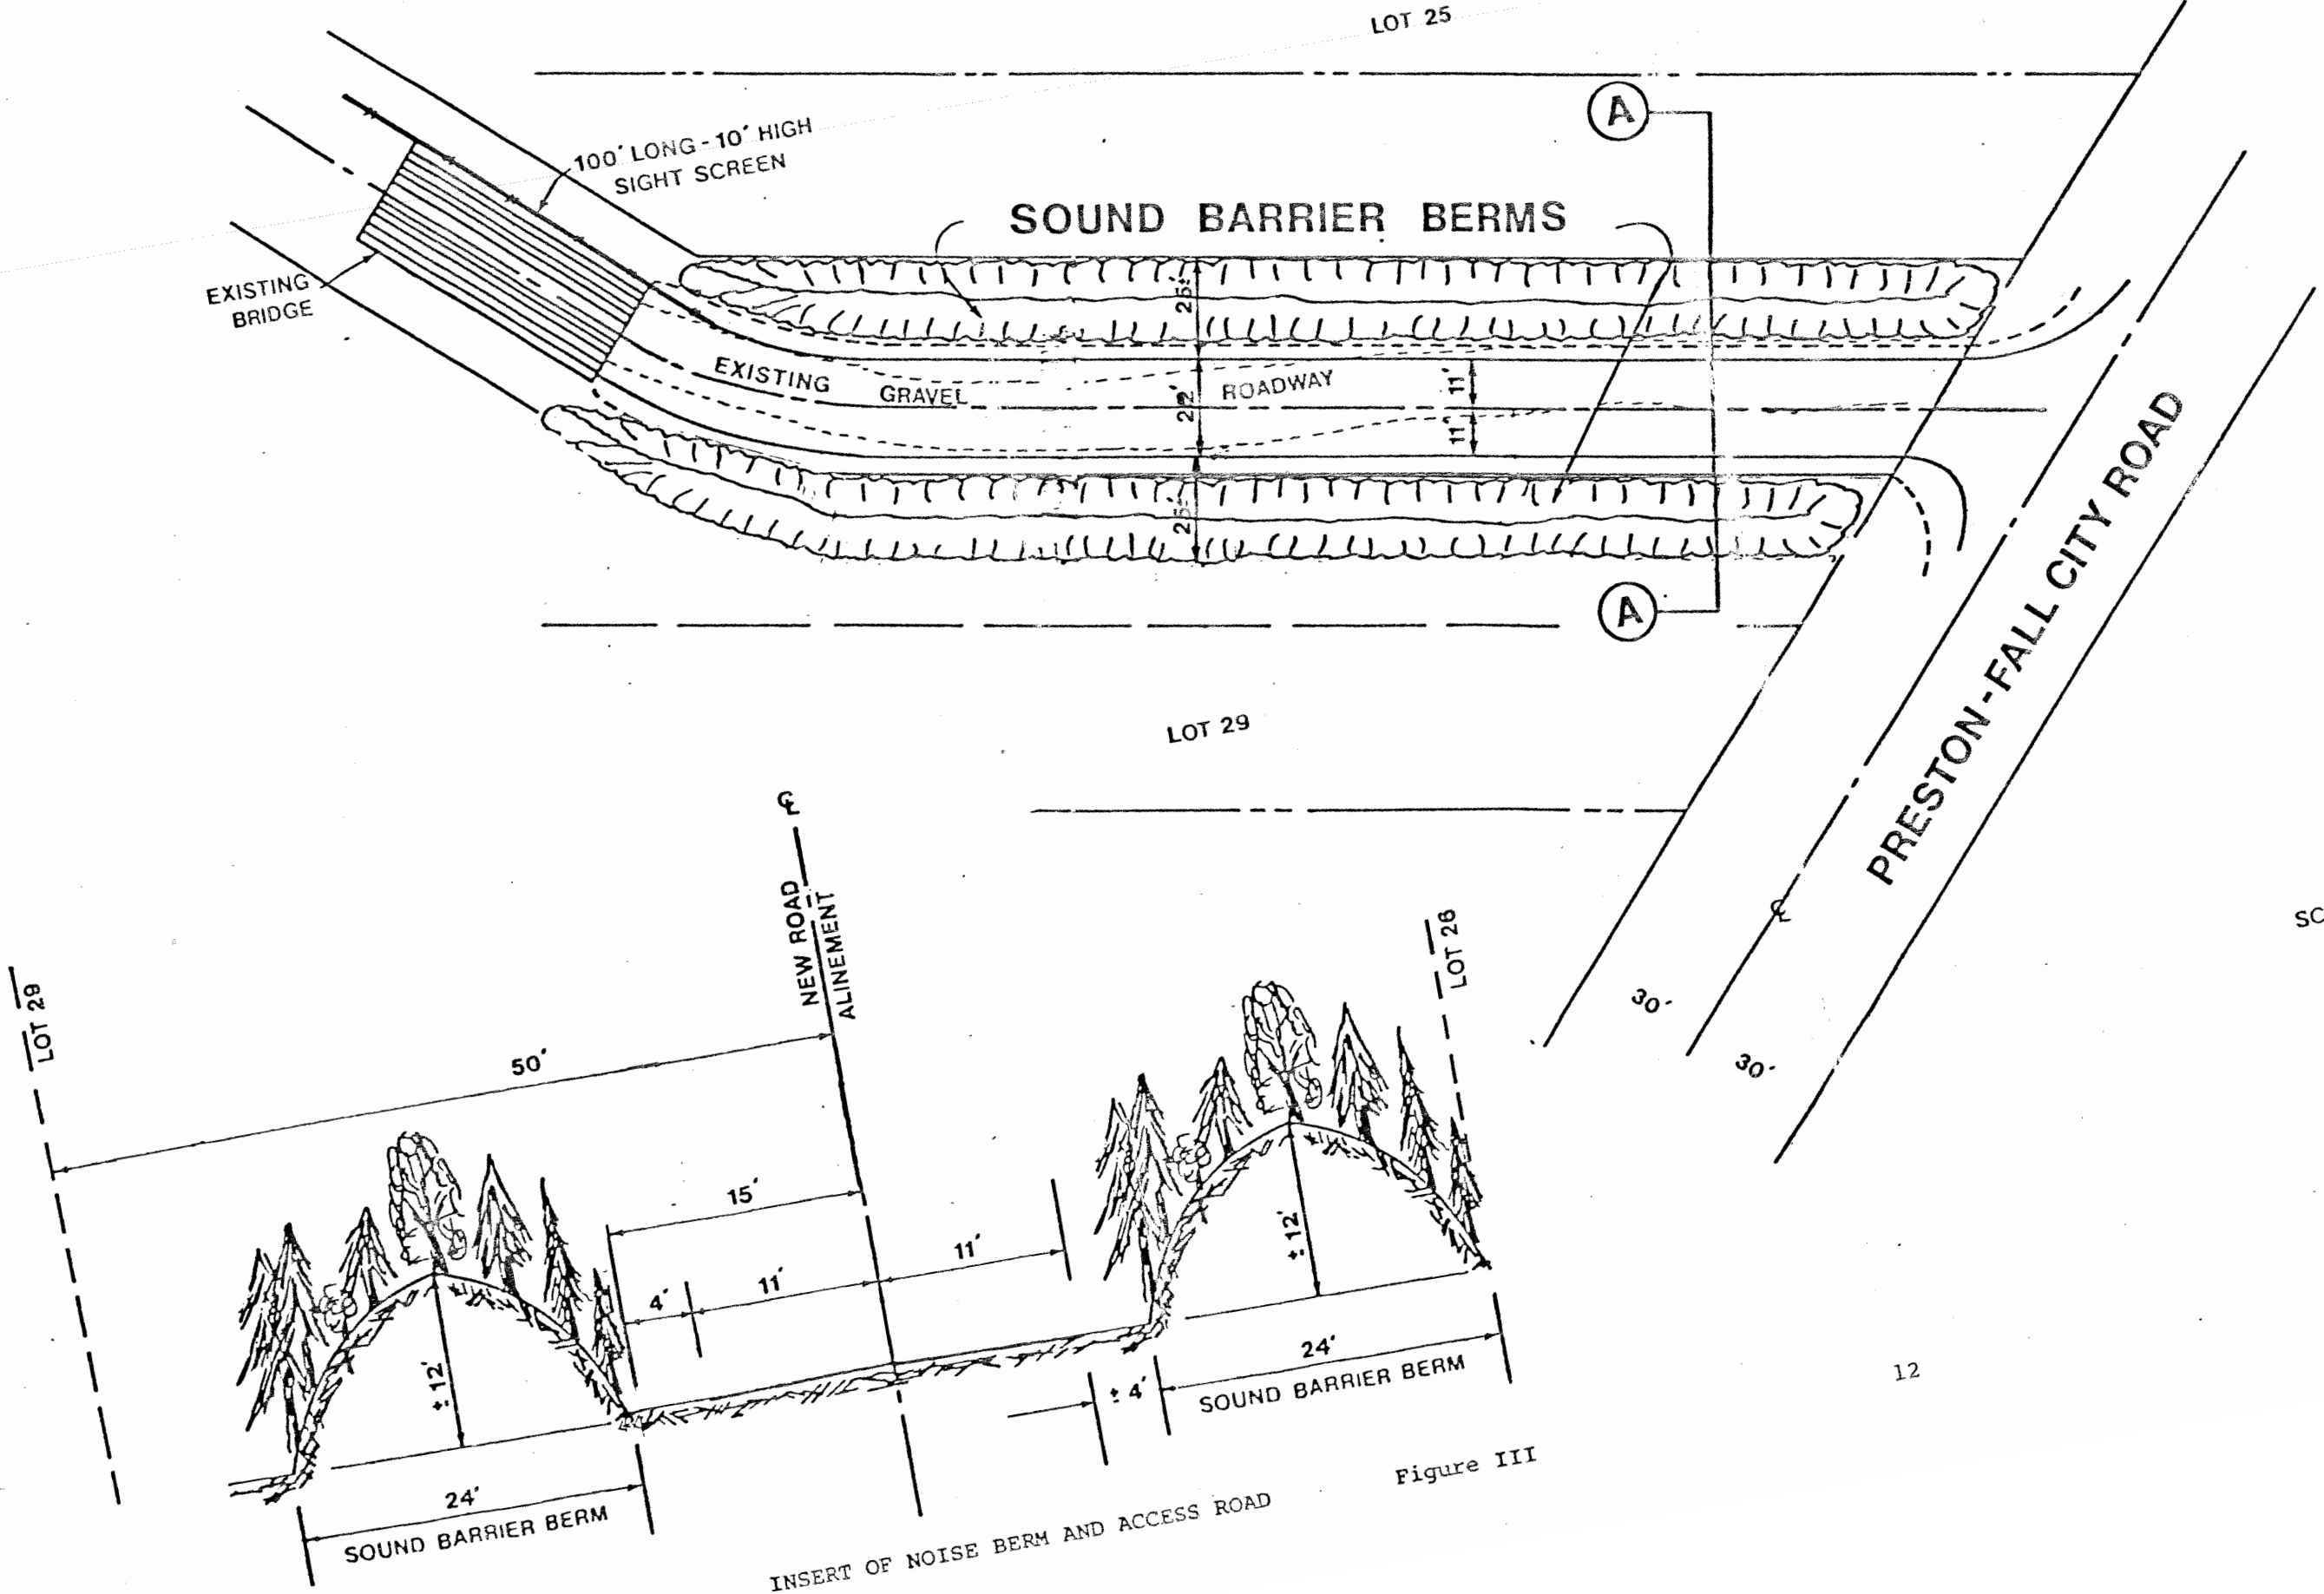 LOT 25
A
100' LONG - 10' HIGH
SIGHT SCREEN
SOUND BARRIER BERMS
EXISTING
BRIDGE
25±'
EXISTING GRAVEL ROADWAY
22'
11'
11'
25±'
A
PRESTON-FALL CITY ROAD
LOT 29
℄
℄
NEW ROAD
ALINEMENT
LOT 26
SC
30'
30'
LOT 29
50'
15'
11'
11'
4'
±12'
±12'
24'
SOUND BARRIER BERM
± 4'
24'
SOUND BARRIER BERM
12
Figure III
INSERT OF NOISE BERM AND ACCESS ROAD